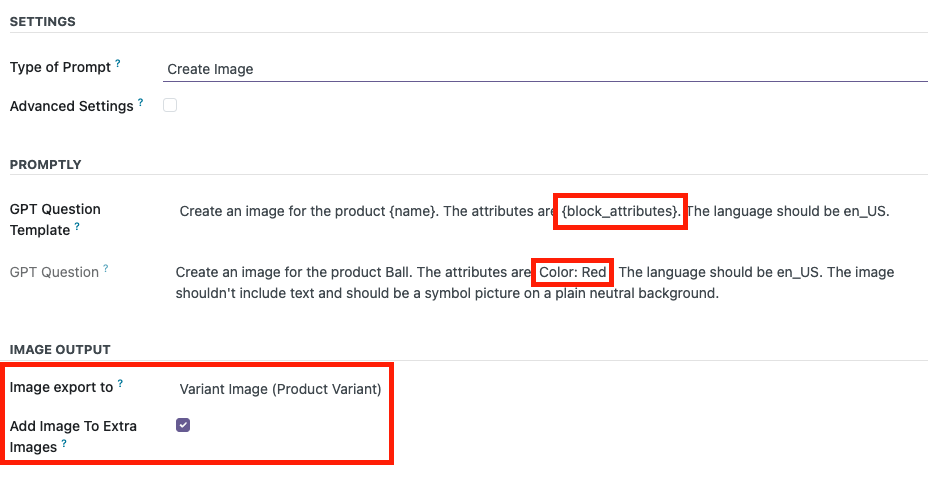 SETTINGS
Type of Prompt ? Create Image
Advanced Settings ?
PROMPTLY
GPT Question Template ? Create an image for the product {name}. The attributes are {block_attributes}. The language should be en_US.
GPT Question ? Create an image for the product Ball. The attributes are Color: Red The language should be en_US. The image
shouldn't include text and should be a symbol picture on a plain neutral background.
IMAGE OUTPUT
Image export to ? Variant Image (Product Variant)
Add Image To Extra
Images ?